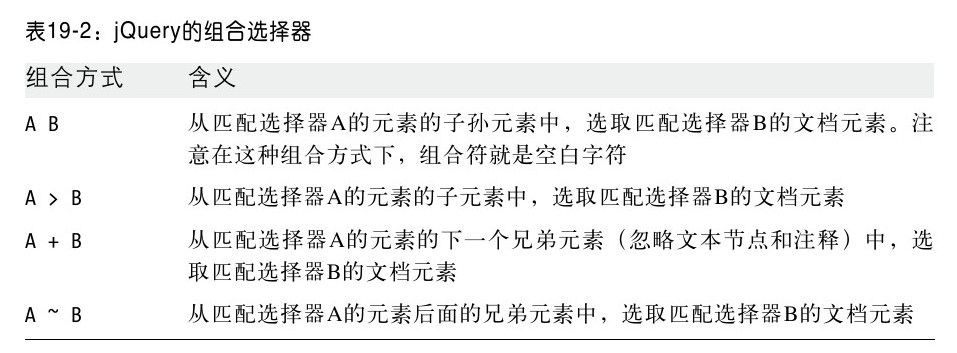 表19-2：jQuery的组合选择器
组合方式 含义
A B 从匹配选择器A的元素的子孙元素中，选取匹配选择器B的文档元素。注
意在这种组合方式下，组合符就是空白字符
A > B 从匹配选择器A的元素的子元素中，选取匹配选择器B的文档元素
A + B 从匹配选择器A的元素的下一个兄弟元素（忽略文本节点和注释）中，选
取匹配选择器B的文档元素
A ~ B 从匹配选择器A的元素后面的兄弟元素中，选取匹配选择器B的文档元素